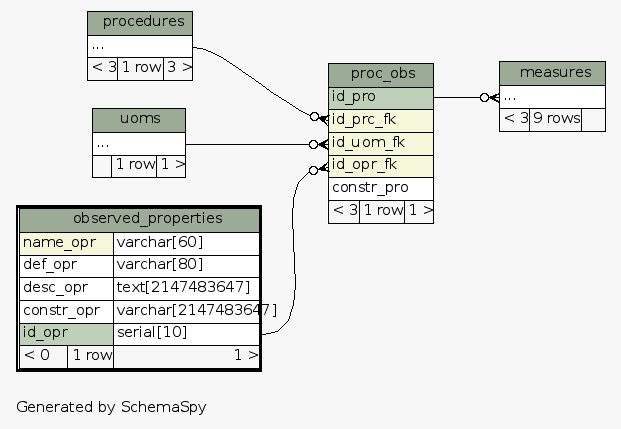 procedures
...
< 3 1 row 3 >
uoms
...
1 row 1 >
observed_properties
name_opr varchar[60]
def_opr varchar[80]
desc_opr text[2147483647]
constr_opr varchar[2147483647]
id_opr serial[10]
< 0 1 row 1 >
proc_obs
id_pro
id_prc_fk
id_uom_fk
id_opr_fk
constr_pro
< 3 1 row 1 >
measures
...
< 3 9 rows
Generated by SchemaSpy